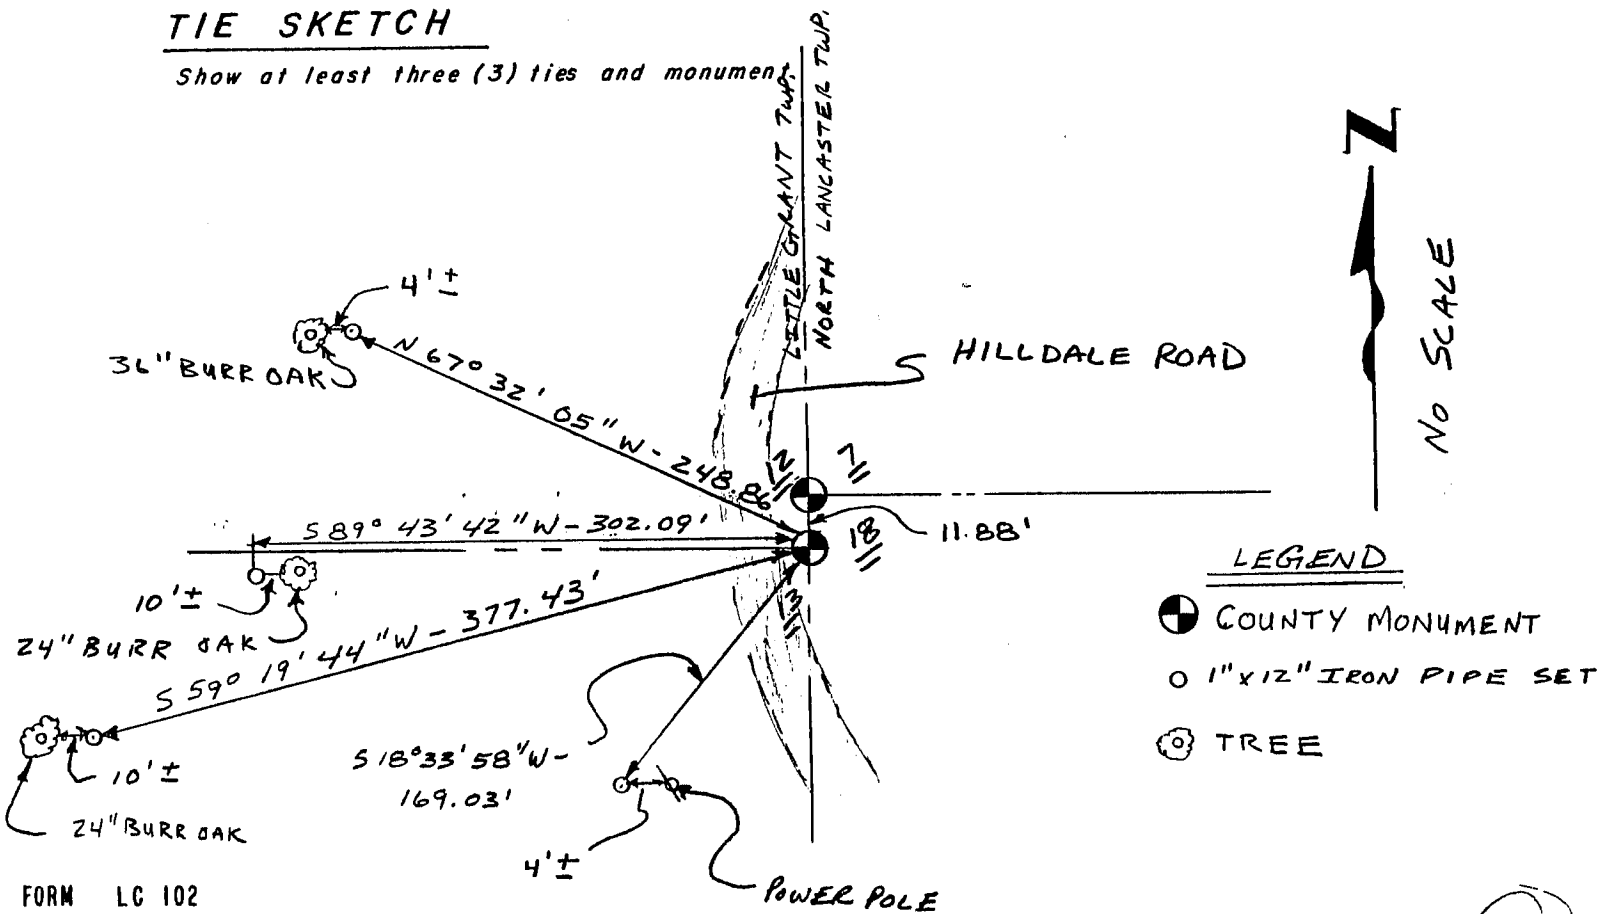 TIE SKETCH
Show at least three (3) ties and monument
LITTLE GRANT TWP.
NORTH LANCASTER TWP.
N
NO SCALE
4'±
36" BURR OAK
N 67° 32' 05" W - 248.86
HILLDALE ROAD
12
7
18
13
11.88'
S 89° 43' 42" W - 302.09'
10'±
24" BURR OAK
S 59° 19' 44" W - 377.43'
10'±
24" BURR OAK
S 18° 33' 58" W -
169.03'
4'±
POWER POLE
LEGEND
COUNTY MONUMENT
1" x 12" IRON PIPE SET
TREE
FORM LC 102